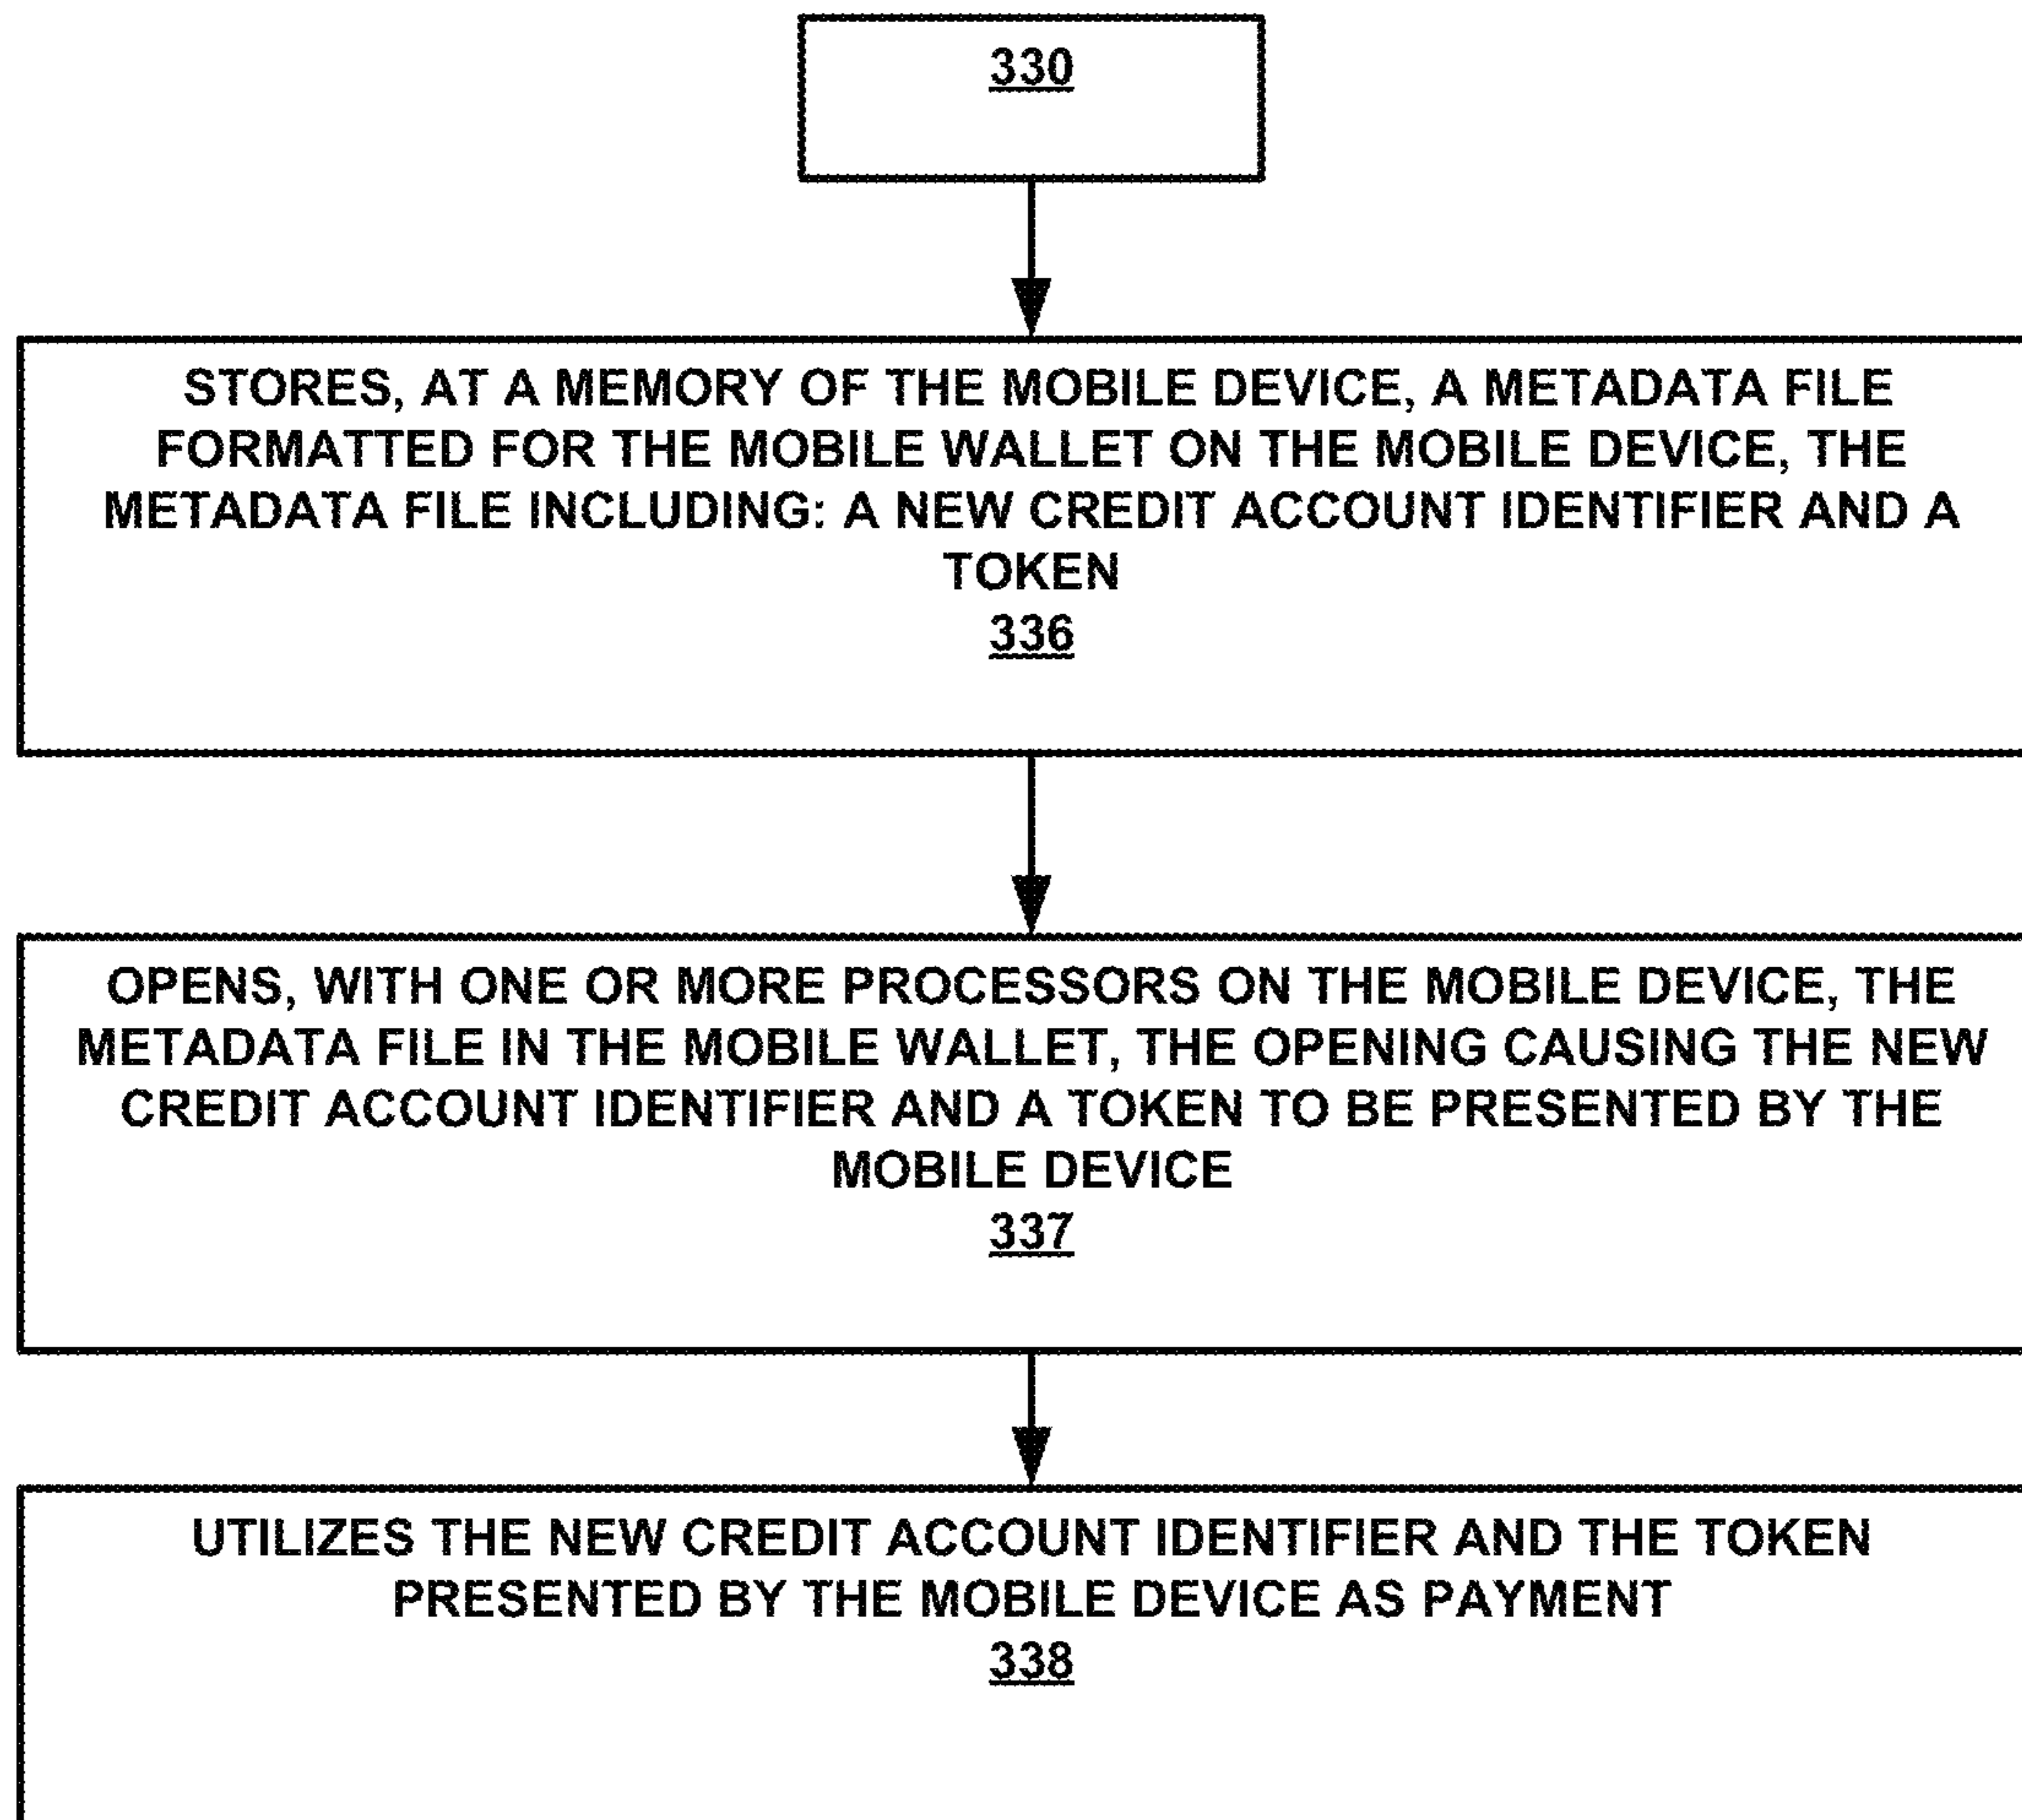 330
STORES, AT A MEMORY OF THE MOBILE DEVICE, A METADATA FILE
FORMATTED FOR THE MOBILE WALLET ON THE MOBILE DEVICE, THE
METADATA FILE INCLUDING: A NEW CREDIT ACCOUNT IDENTIFIER AND A
TOKEN
336
OPENS, WITH ONE OR MORE PROCESSORS ON THE MOBILE DEVICE, THE
METADATA FILE IN THE MOBILE WALLET, THE OPENING CAUSING THE NEW
CREDIT ACCOUNT IDENTIFIER AND A TOKEN TO BE PRESENTED BY THE
MOBILE DEVICE
337
UTILIZES THE NEW CREDIT ACCOUNT IDENTIFIER AND THE TOKEN
PRESENTED BY THE MOBILE DEVICE AS PAYMENT
338